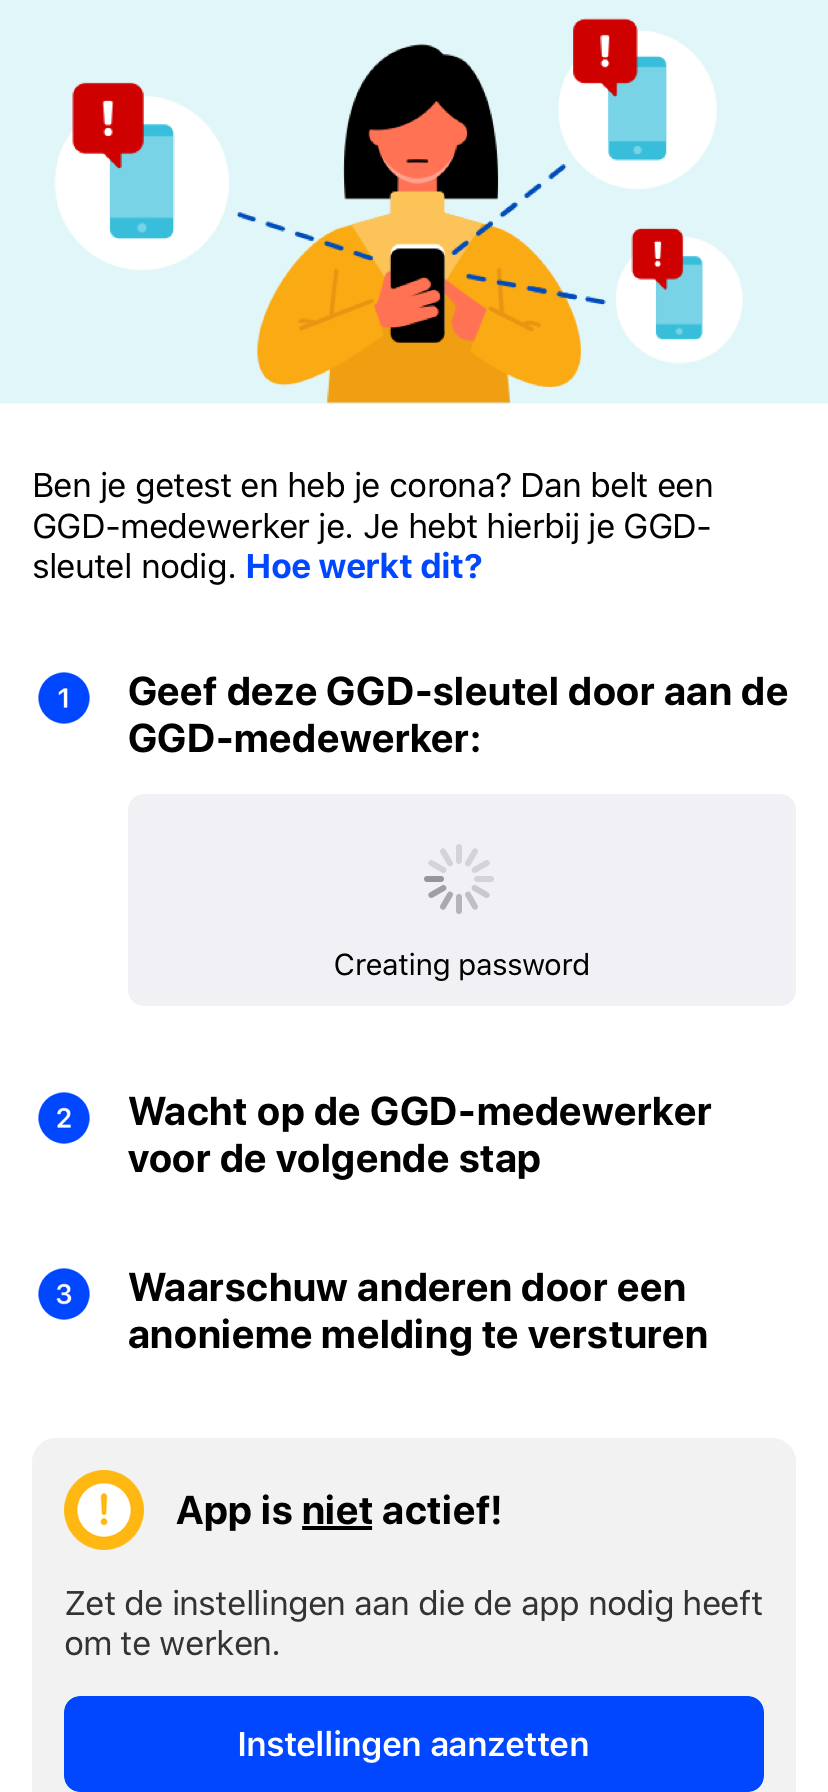 Ben je getest en heb je corona? Dan belt een
GGD-medewerker je. Je hebt hierbij je GGD-
sleutel nodig. Hoe werkt dit?
1
Geef deze GGD-sleutel door aan de
GGD-medewerker:
Creating password
2
Wacht op de GGD-medewerker
voor de volgende stap
3
Waarschuw anderen door een
anonieme melding te versturen
App is niet actief!
Zet de instellingen aan die de app nodig heeft
om te werken.
Instellingen aanzetten